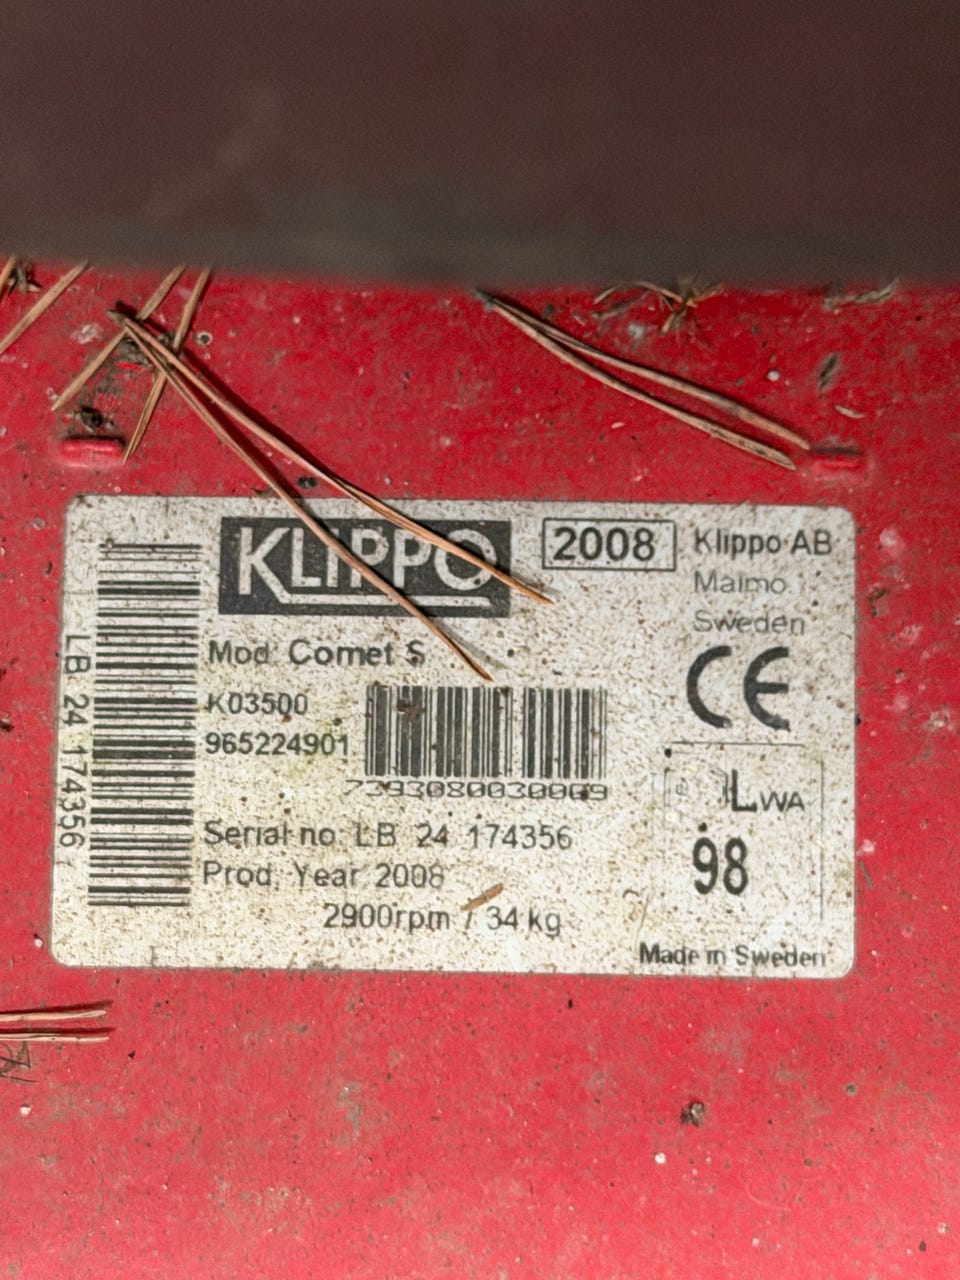 KLIPPO
2008
Klippo AB
Malmo
Sweden
Mod. Comet S
CE
K03500
965224901
7393080030009
LWA
98
Serial no. LB 24 174356
Prod. Year 2008
2900rpm / 34 kg
Made in Sweden
LB 24 174356